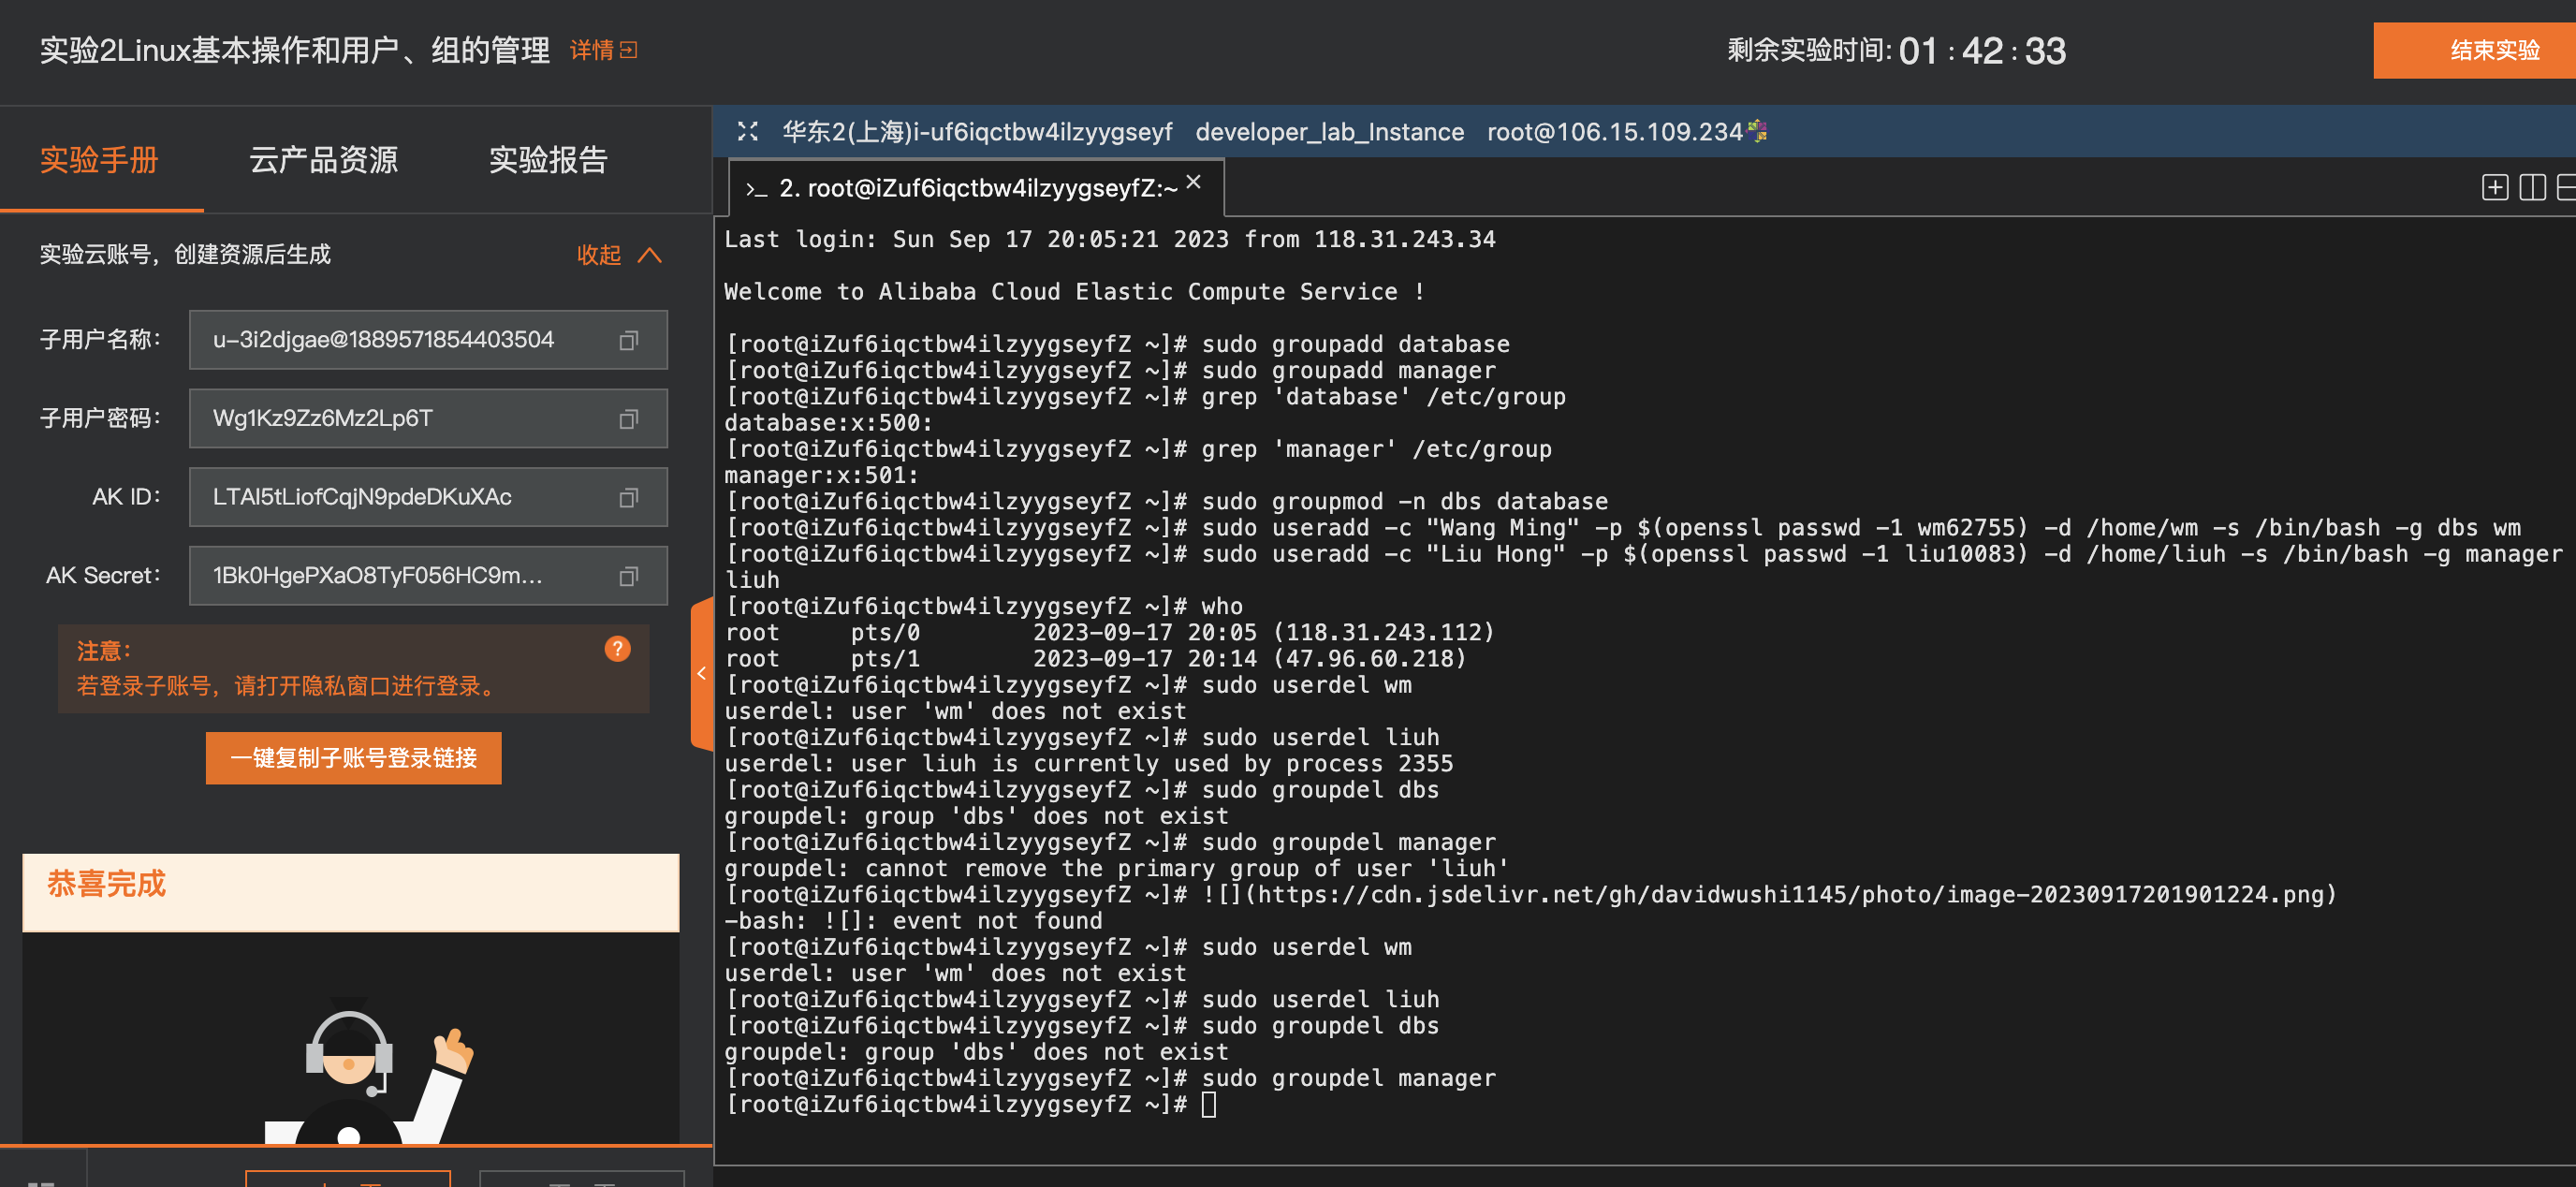 实验2Linux基本操作和用户、组的管理 详情
剩余实验时间: 01 : 42 : 33
结束实验
实验手册 云产品资源 实验报告
实验云账号，创建资源后生成 收起
子用户名称： u-3i2djgae@1889571854403504
子用户密码： Wg1Kz9Zz6Mz2Lp6T
AK ID： LTAI5tLiofCqjN9pdeDKuXAc
AK Secret： 1Bk0HgePXaO8TyF056HC9m...
注意： ?
若登录子账号，请打开隐私窗口进行登录。
一键复制子账号登录链接
恭喜完成
华东2(上海)i-uf6iqctbw4ilzyygseyf developer_lab_Instance root@106.15.109.234
>_ 2. root@iZuf6iqctbw4ilzyygseyfZ:~ ×
Last login: Sun Sep 17 20:05:21 2023 from 118.31.243.34
Welcome to Alibaba Cloud Elastic Compute Service !
[root@iZuf6iqctbw4ilzyygseyfZ ~]# sudo groupadd database
[root@iZuf6iqctbw4ilzyygseyfZ ~]# sudo groupadd manager
[root@iZuf6iqctbw4ilzyygseyfZ ~]# grep 'database' /etc/group
database:x:500:
[root@iZuf6iqctbw4ilzyygseyfZ ~]# grep 'manager' /etc/group
manager:x:501:
[root@iZuf6iqctbw4ilzyygseyfZ ~]# sudo groupmod -n dbs database
[root@iZuf6iqctbw4ilzyygseyfZ ~]# sudo useradd -c "Wang Ming" -p $(openssl passwd -1 wm62755) -d /home/wm -s /bin/bash -g dbs wm
[root@iZuf6iqctbw4ilzyygseyfZ ~]# sudo useradd -c "Liu Hong" -p $(openssl passwd -1 liu10083) -d /home/liuh -s /bin/bash -g manager
liuh
[root@iZuf6iqctbw4ilzyygseyfZ ~]# who
root     pts/0        2023-09-17 20:05 (118.31.243.112)
root     pts/1        2023-09-17 20:14 (47.96.60.218)
[root@iZuf6iqctbw4ilzyygseyfZ ~]# sudo userdel wm
userdel: user 'wm' does not exist
[root@iZuf6iqctbw4ilzyygseyfZ ~]# sudo userdel liuh
userdel: user liuh is currently used by process 2355
[root@iZuf6iqctbw4ilzyygseyfZ ~]# sudo groupdel dbs
groupdel: group 'dbs' does not exist
[root@iZuf6iqctbw4ilzyygseyfZ ~]# sudo groupdel manager
groupdel: cannot remove the primary group of user 'liuh'
[root@iZuf6iqctbw4ilzyygseyfZ ~]# ![](https://cdn.jsdelivr.net/gh/davidwushi1145/photo/image-20230917201901224.png)
-bash: ![]: event not found
[root@iZuf6iqctbw4ilzyygseyfZ ~]# sudo userdel wm
userdel: user 'wm' does not exist
[root@iZuf6iqctbw4ilzyygseyfZ ~]# sudo userdel liuh
[root@iZuf6iqctbw4ilzyygseyfZ ~]# sudo groupdel dbs
groupdel: group 'dbs' does not exist
[root@iZuf6iqctbw4ilzyygseyfZ ~]# sudo groupdel manager
[root@iZuf6iqctbw4ilzyygseyfZ ~]#